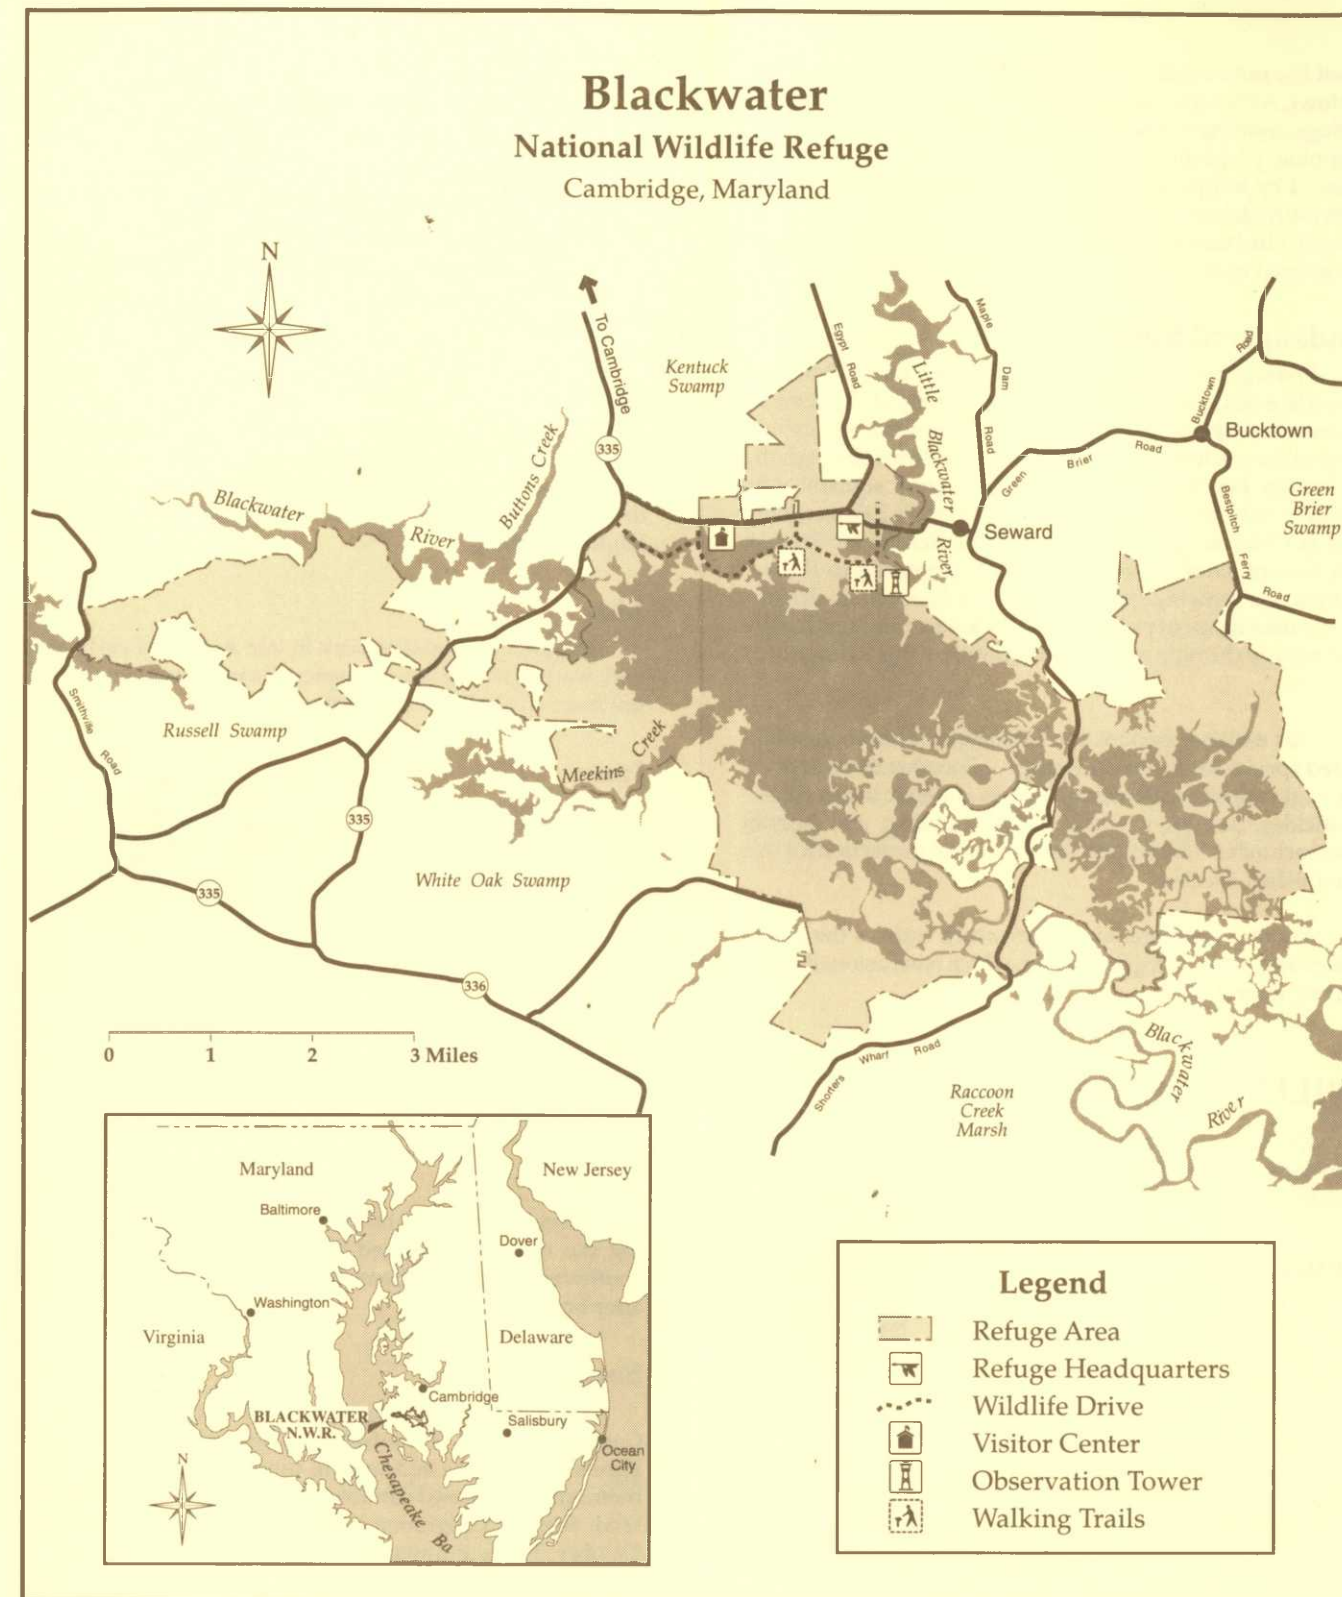 Blackwater
National Wildlife Refuge
Cambridge, Maryland
N
To Cambridge
Kentuck
Swamp
Egypt Road
Little Blackwater River
Maple Dam Road
Bucktown Road
Bucktown
335
Buttons Creek
Blackwater River
Green Brier Road
Seward
Bestpitch Ferry Road
Green
Brier
Swamp
Smithville Road
Russell Swamp
Meekins Creek
335
White Oak Swamp
335
336
0 1 2 3 Miles
Shorters Wharf Road
Raccoon
Creek
Marsh
Blackwater River
Maryland
New Jersey
Baltimore
Dover
Washington
Virginia
Delaware
Cambridge
BLACKWATER
N.W.R.
Salisbury
Ocean
City
Chesapeake Ba
N
Legend
Refuge Area
Refuge Headquarters
Wildlife Drive
Visitor Center
Observation Tower
Walking Trails